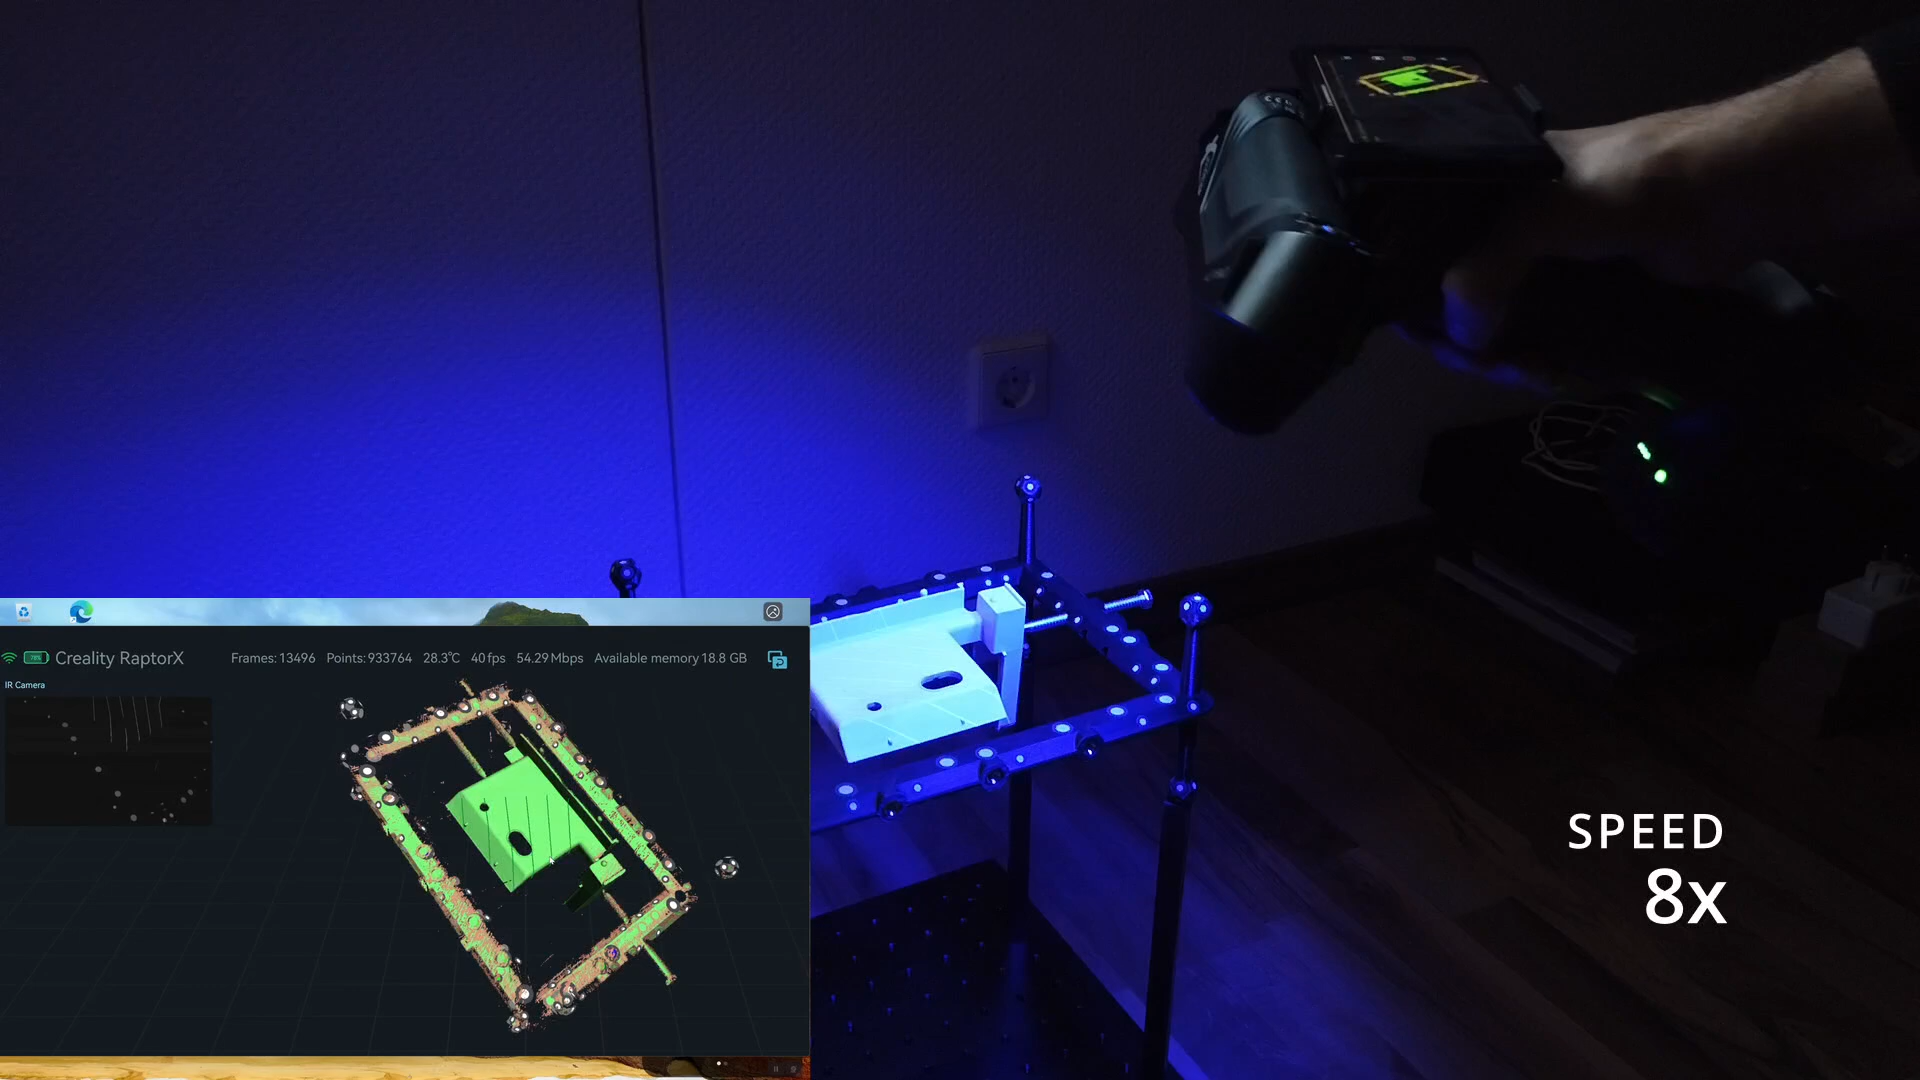 78%
Creality RaptorX
Frames: 13496 Points: 933764 28.3℃ 40 fps 54.29 Mbps Available memory 18.8 GB
IR Camera
SPEED
8x